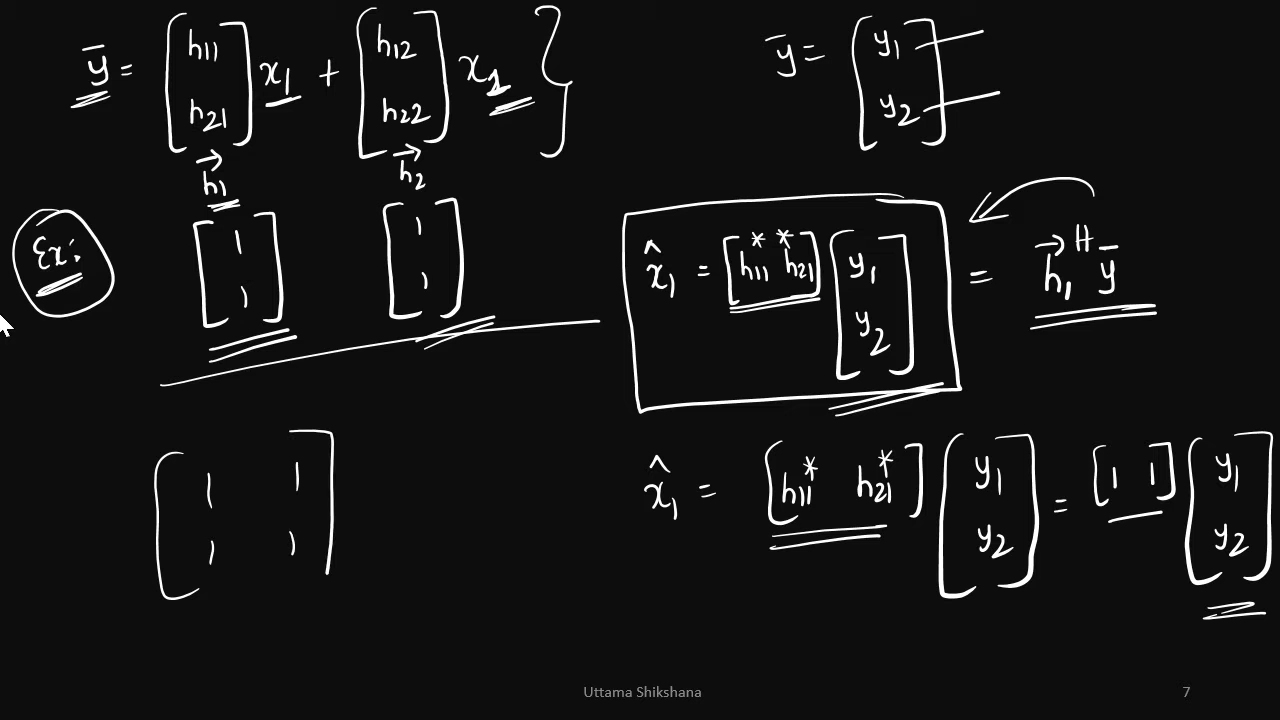 ȳ = [h11 h21] x1 + [h12 h22] x2 }
h⃗1 h⃗2
ȳ = [y1 y2]
Ex: [1 1] [1 1]
x̂1 = [h11* h21*] [y1 y2] = h⃗1^H ȳ
[1 1
1 1]
x̂1 = [h11* h21*] [y1 y2] = [1 1] [y1 y2]
Uttama Shikshana
7